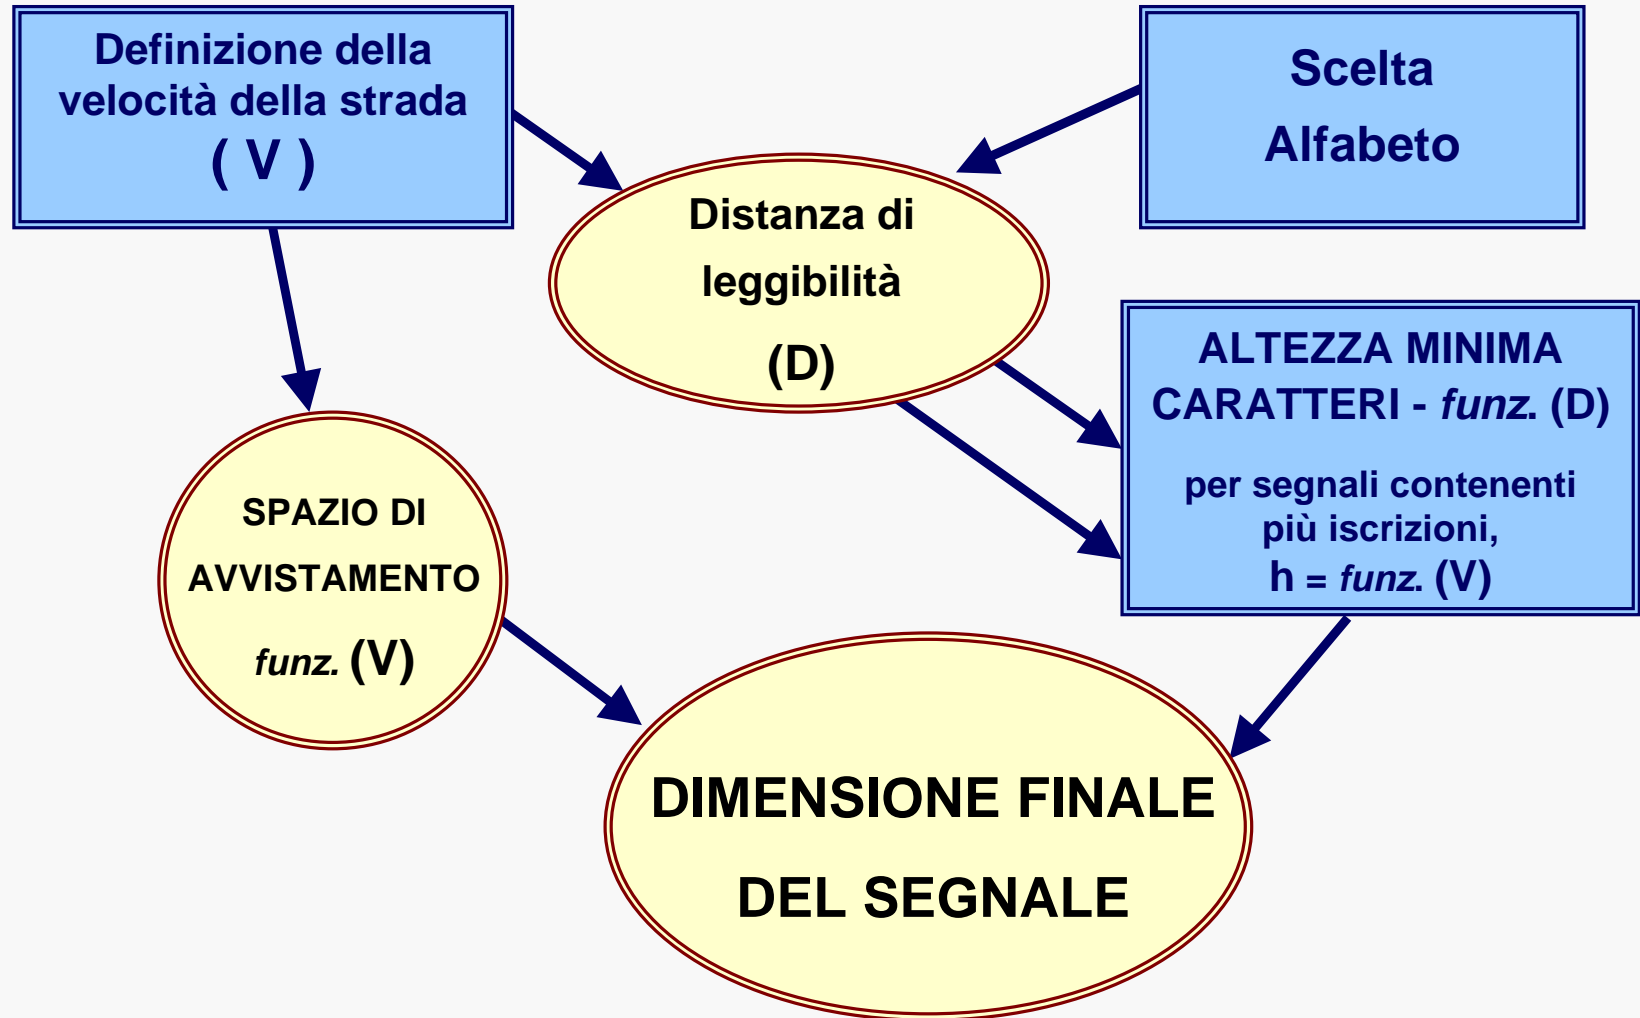 Definizione della
velocità della strada
( V )
Scelta
Alfabeto
Distanza di
leggibilità
(D)
ALTEZZA MINIMA
CARATTERI - funz. (D)
per segnali contenenti
più iscrizioni,
h = funz. (V)
SPAZIO DI
AVVISTAMENTO
funz. (V)
DIMENSIONE FINALE
DEL SEGNALE